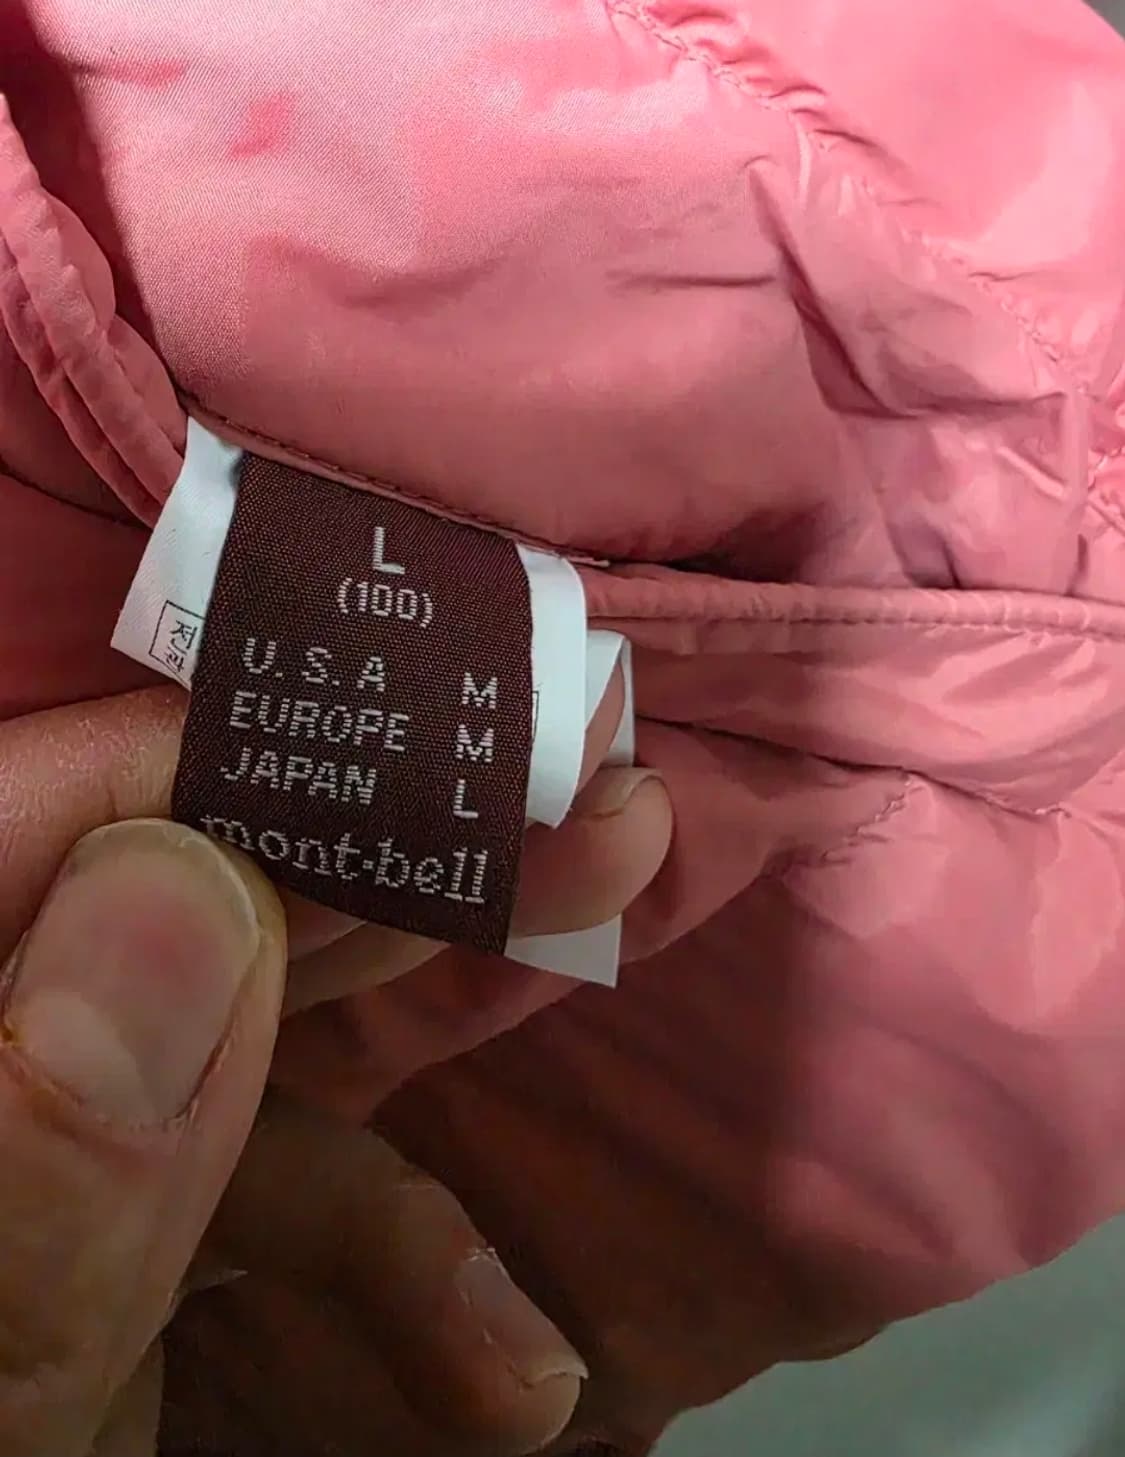 L
(100)
U.S.A M
EUROPE M
JAPAN L
mont-bell